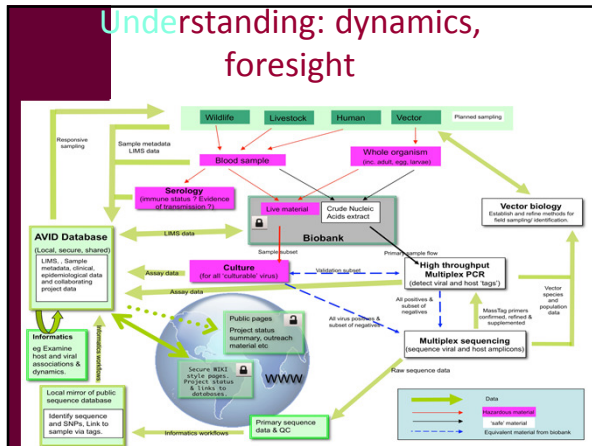 Understanding: dynamics,
foresight
Wildlife
Livestock
Human
Vector
Planned sampling
Responsive
sampling
Sample metadata
LIMS data
Blood sample
Whole organism
(inc. adult, egg, larvae)
Serology
(immune status ? Evidence
of transmission ?)
Live material
Crude Nucleic
Acids extract
Biobank
Vector biology
Establish and refine methods for
field sampling/ identification.
LIMS data
AVID Database
(Local, secure, shared)
LIMS, , Sample
metadata, clinical,
epidemiological data
and collaborating
project data
Sample subset
Primary sample flow
Culture
(for all 'culturable' virus)
Validation subset
High throughput
Multiplex PCR
(detect viral and host 'tags')
Assay data
Assay data
Vector
species
and
population
data
All positives &
subset of
negatives
MassTag primers
confirmed, refined &
supplemented
All virus positives &
subset of negatives
Public pages
Project status
summary, outreach
material etc
Secure WIKI
style pages.
Project status
& links to
databases.
WWW
Multiplex sequencing
(sequence viral and host amplicons)
Informatics
eg Examine
host and viral
associations &
dynamics.
Informatics workflows
Raw sequence data
Local mirror of public
sequence database
Identify sequence
and SNPs, Link to
sample via tags.
Informatics workflows
Primary sequence
data & QC
Data
Hazardous material
'safe' material
Equivalent material from biobank